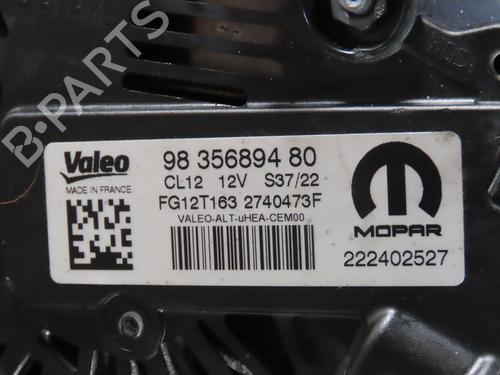 B-PARTS
Valeo
MADE IN FRANCE
98 356894 80
CL12 12V S37/22
FG12T163 2740473F
VALEO-ALT-uHEA-CEM00
MOPAR
222402527